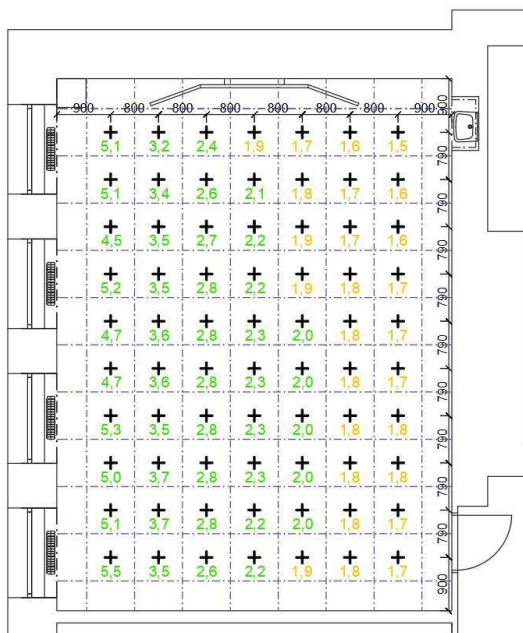 900 800 800 800 800 800 800 900
900
5,1 3,2 2,4 1,9 1,7 1,6 1,5
790
5,1 3,4 2,6 2,1 1,8 1,7 1,6
790
4,5 3,5 2,7 2,2 1,9 1,7 1,6
790
5,2 3,5 2,8 2,2 1,9 1,8 1,7
790
4,7 3,6 2,8 2,3 2,0 1,8 1,7
790
4,7 3,6 2,8 2,3 2,0 1,8 1,7
790
5,3 3,5 2,8 2,3 2,0 1,8 1,8
790
5,0 3,7 2,8 2,3 2,0 1,8 1,8
790
5,1 3,7 2,8 2,2 2,0 1,8 1,7
790
5,5 3,5 2,6 2,2 1,9 1,8 1,7
900